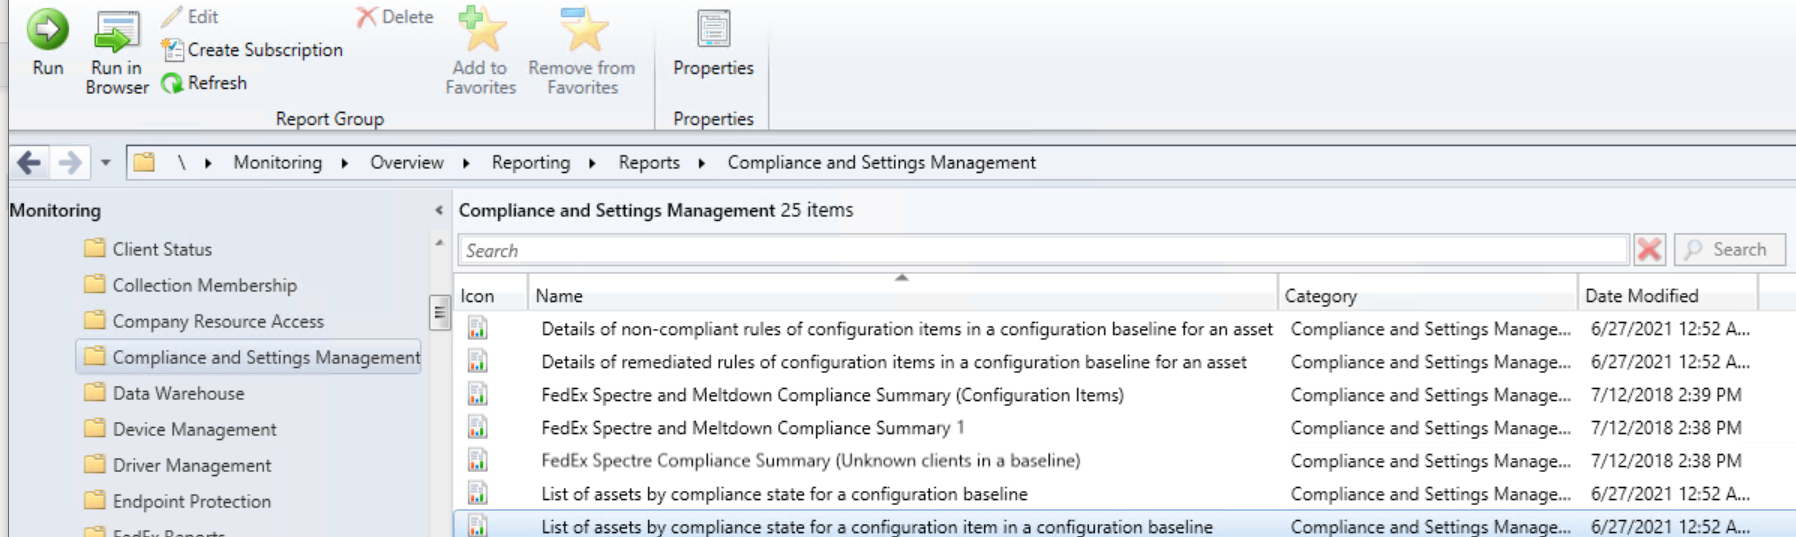 Edit
Delete
Create Subscription
Run
Run in
Browser
Refresh
Add to
Favorites
Remove from
Favorites
Properties
Report Group
Properties
\ Monitoring Overview Reporting Reports Compliance and Settings Management
Monitoring
Client Status
Collection Membership
Company Resource Access
Compliance and Settings Management
Data Warehouse
Device Management
Driver Management
Endpoint Protection
FedEx Reports
Compliance and Settings Management 25 items
Search
Search
Icon Name Category Date Modified
Details of non-compliant rules of configuration items in a configuration baseline for an asset Compliance and Settings Manage... 6/27/2021 12:52 A...
Details of remediated rules of configuration items in a configuration baseline for an asset Compliance and Settings Manage... 6/27/2021 12:52 A...
FedEx Spectre and Meltdown Compliance Summary (Configuration Items) Compliance and Settings Manage... 7/12/2018 2:39 PM
FedEx Spectre and Meltdown Compliance Summary 1 Compliance and Settings Manage... 7/12/2018 2:38 PM
FedEx Spectre Compliance Summary (Unknown clients in a baseline) Compliance and Settings Manage... 7/12/2018 2:38 PM
List of assets by compliance state for a configuration baseline Compliance and Settings Manage... 6/27/2021 12:52 A...
List of assets by compliance state for a configuration item in a configuration baseline Compliance and Settings Manage... 6/27/2021 12:52 A...